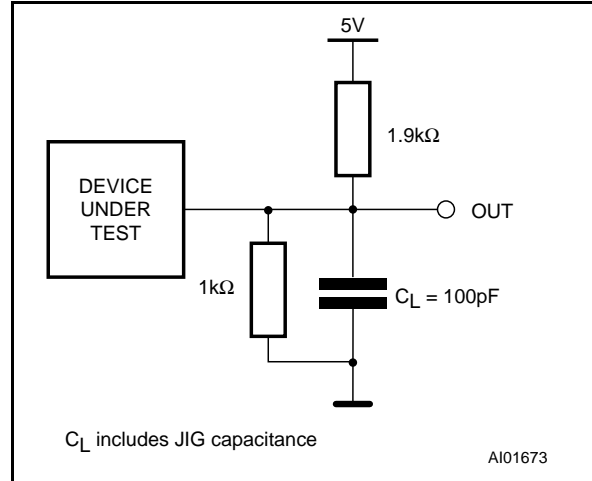 5V
1.9kΩ
DEVICE
UNDER
TEST
OUT
1kΩ
CL = 100pF
CL includes JIG capacitance
AI01673